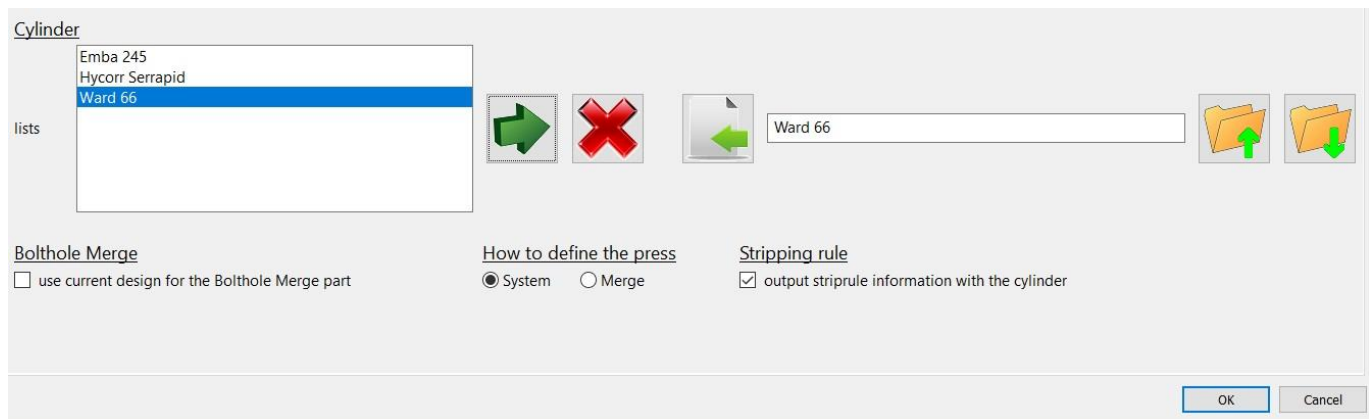 Cylinder
Emba 245
Hycorr Serrapid
Ward 66
lists
Ward 66
Bolthole Merge
use current design for the Bolthole Merge part
How to define the press
System Merge
Stripping rule
output striprule information with the cylinder
OK Cancel